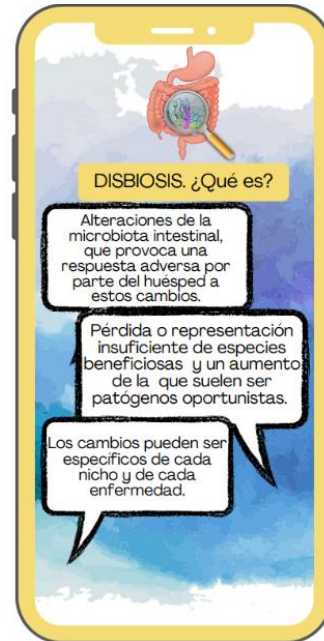 DISBIOSIS. ¿Qué es?
Alteraciones de la
microbiota intestinal,
que provoca una
respuesta adversa por
parte del huésped a
estos cambios.
Pérdida o representación
insuficiente de especies
beneficiosas y un aumento
de la que suelen ser
patógenos oportunistas.
Los cambios pueden ser
específicos de cada
nicho y de cada
enfermedad.